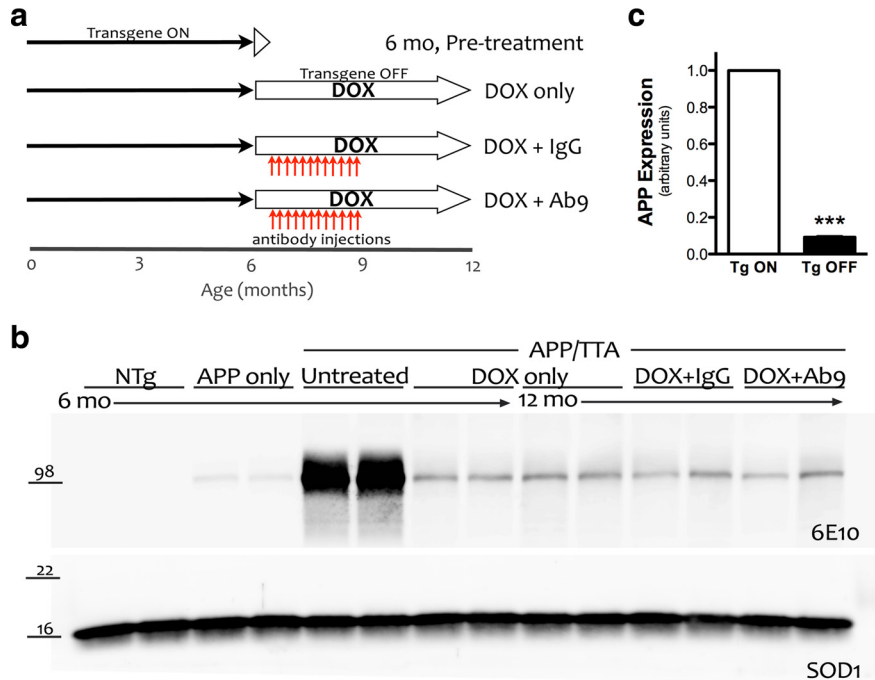 a
Transgene ON
6 mo, Pre-treatment
Transgene OFF
DOX
DOX only
DOX
DOX + IgG
DOX
DOX + Ab9
antibody injections
0 3 6 9 12
Age (months)
c
APP Expression
(arbitrary units)
1.0
0.8
0.6
0.4
0.2
0.0
***
Tg ON Tg OFF
b
APP/TTA
NTg APP only Untreated DOX only DOX+IgG DOX+Ab9
6 mo 12 mo
98
6E10
22
16
SOD1